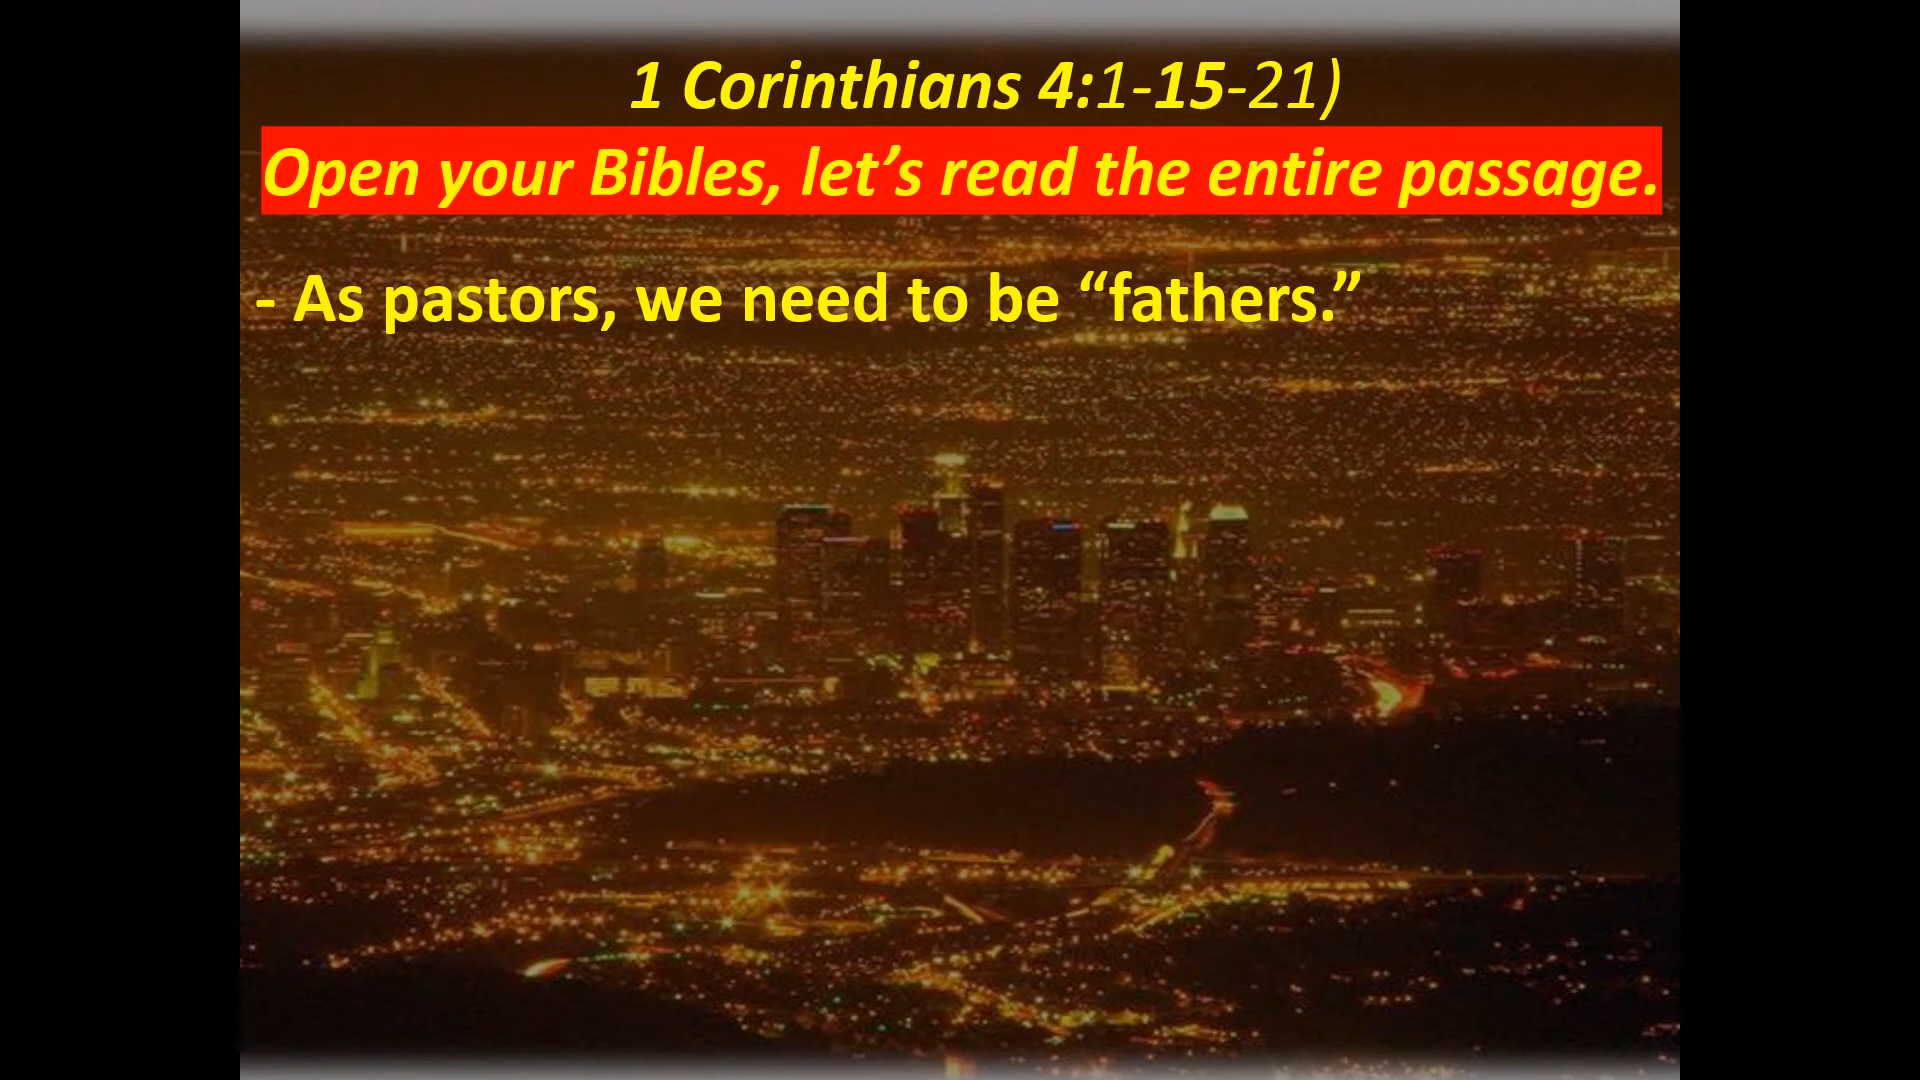 1 Corinthians 4:1-15-21)
Open your Bibles, let’s read the entire passage.
- As pastors, we need to be “fathers.”